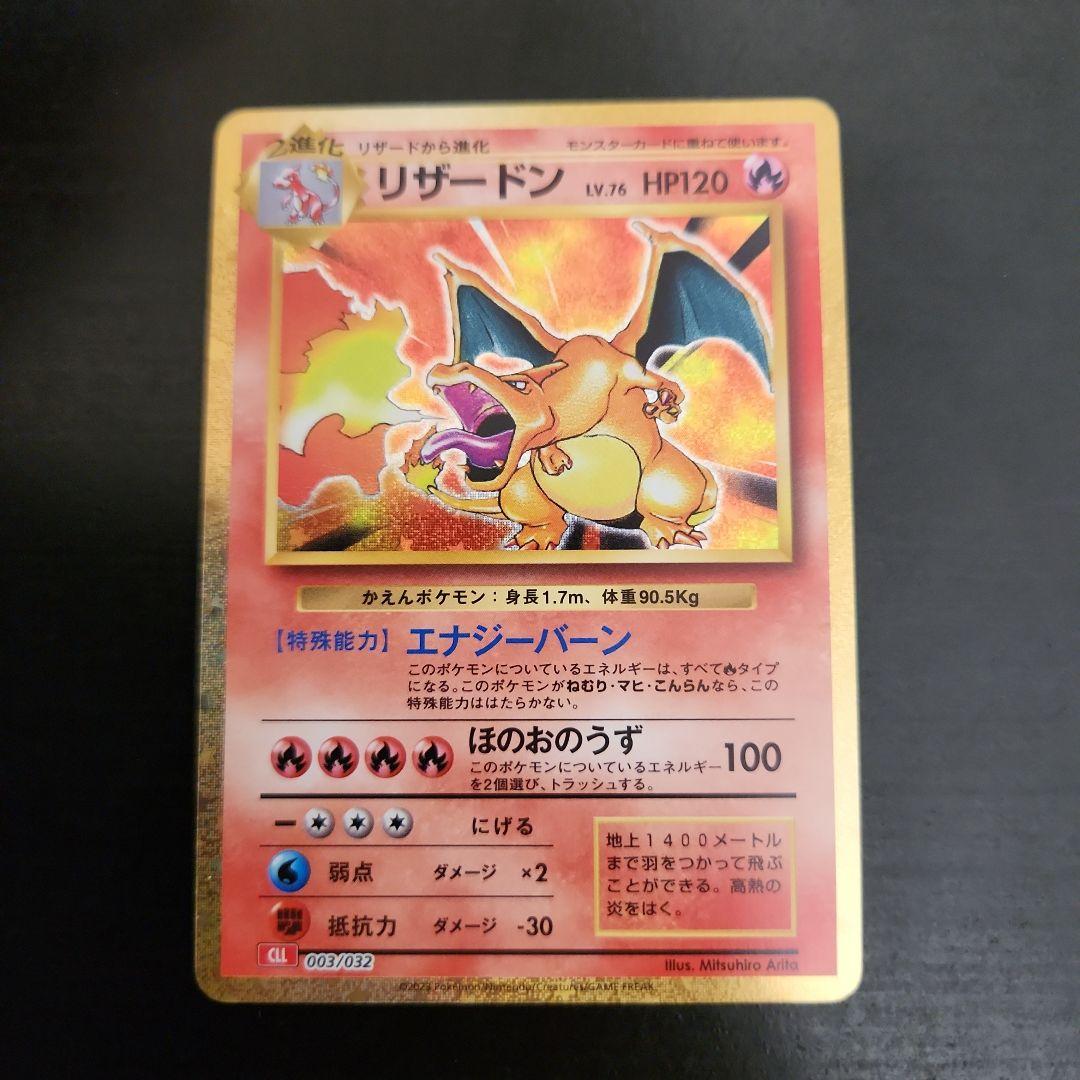 2進化 リザードから進化 モンスターカードに重ねて使います。
リザードン LV.76 HP120
かえんポケモン：身長1.7m、体重90.5Kg
【特殊能力】エナジーバーン
このポケモンについているエネルギーは、すべてタイプ
になる。このポケモンがねむり・マヒ・こんらんなら、この
特殊能力ははたらかない。
ほのおのうず 100
このポケモンについているエネルギー
を2個選び、トラッシュする。
ー にげる
弱点 ダメージ ×2
抵抗力 ダメージ -30
地上1400メートル
まで羽をつかって飛ぶ
ことができる。高熱の
炎をはく。
CLL 003/032
Illus. Mitsuhiro Arita
©2023 Pokémon/Nintendo/Creatures/GAME FREAK